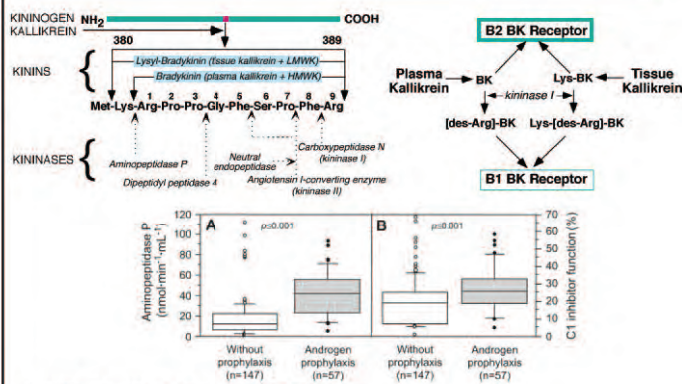 KININOGEN NH2 COOH
KALLIKREIN
380 389
KININS { Lysyl-Bradykinin (tissue kallikrein + LMWK)
Bradykinin (plasma kallikrein + HMWK)
1 2 3 4 5 6 7 8 9
Met-Lys-Arg-Pro-Pro-Gly-Phe-Ser-Pro-Phe-Arg
KININASES {
Carboxypeptidase N
(kininase I)
Aminopeptidase P
Neutral
endopeptidase
Dipeptidyl peptidase 4
Angiotensin I-converting enzyme
(kininase II)
B2 BK Receptor
Plasma
Kallikrein
BK
Lys-BK
Tissue
Kallikrein
kininase I
[des-Arg]-BK
Lys-[des-Arg]-BK
B1 BK Receptor
Aminopeptidase P
(nmol·min⁻¹·mL⁻¹)
120
100
80
60
40
20
0
A
p≤0.001
B
p≤0.001
70
60
50
40
30
20
10
0
C1 inhibitor function (%)
Without
prophylaxis
(n=147)
Androgen
prophylaxis
(n=57)
Without
prophylaxis
(n=147)
Androgen
prophylaxis
(n=57)